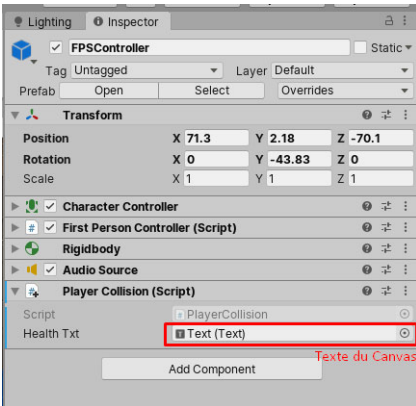 Lighting Inspector
FPSController Static
Tag Untagged Layer Default
Prefab Open Select Overrides
Transform
Position X 71.3 Y 2.18 Z -70.1
Rotation X 0 Y -43.83 Z 0
Scale X 1 Y 1 Z 1
Character Controller
# First Person Controller (Script)
Rigidbody
Audio Source
# Player Collision (Script)
Script PlayerCollision
Health Txt Text (Text)
Texte du Canvas
Add Component